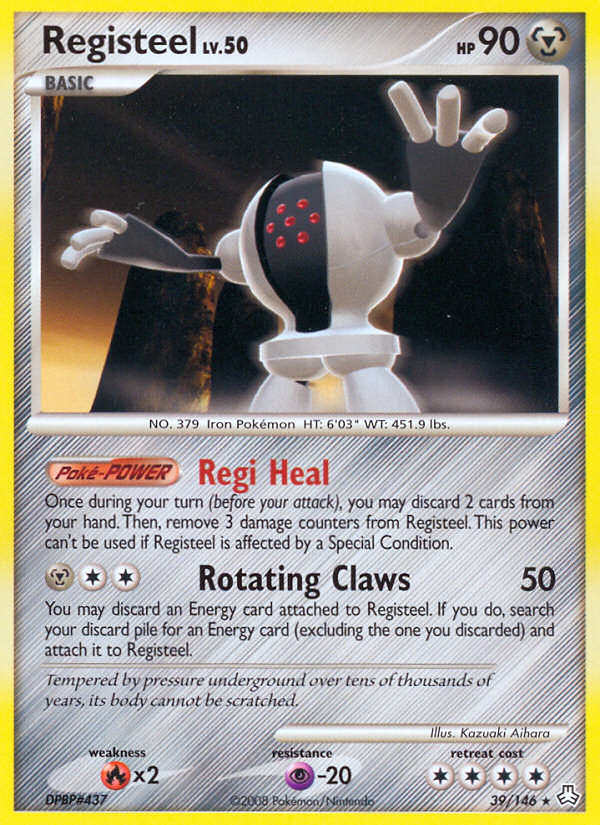 Registeel LV.50 HP 90
BASIC
NO. 379 Iron Pokémon HT: 6'03" WT: 451.9 lbs.
Poké-POWER Regi Heal
Once during your turn (before your attack), you may discard 2 cards from
your hand. Then, remove 3 damage counters from Registeel. This power
can't be used if Registeel is affected by a Special Condition.
Rotating Claws 50
You may discard an Energy card attached to Registeel. If you do, search
your discard pile for an Energy card (excluding the one you discarded) and
attach it to Registeel.
Tempered by pressure underground over tens of thousands of
years, its body cannot be scratched.
Illus. Kazuaki Aihara
weakness resistance retreat cost
x2 -20
DPBP#437 ©2008 Pokémon/Nintendo 39/146 ★